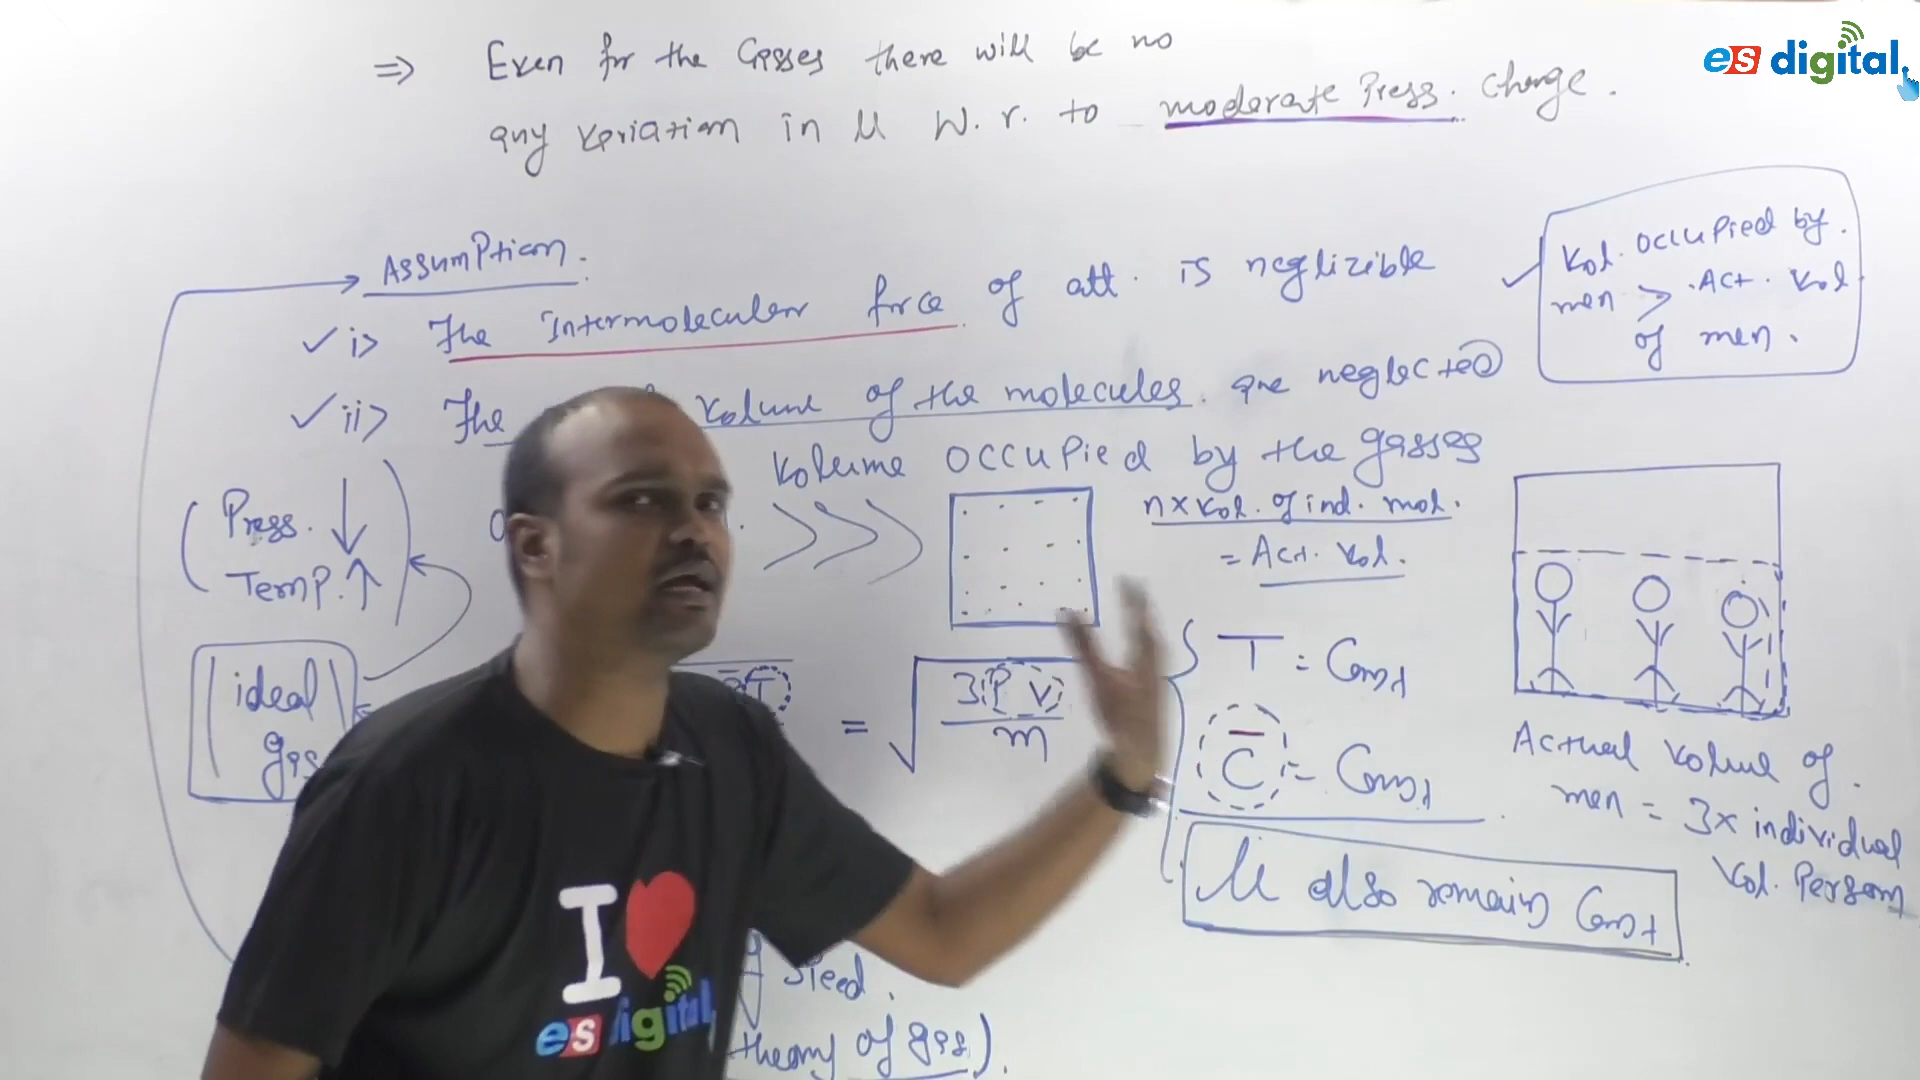 es digital.
⇒ Even for the Gasses there will be no
any variation in μ w.r. to moderate Press. change.
Assumption.
✓ i> The Intermolecular force of att. is neglizible
✓ ii> The volume of the molecules are neglected
Vol. occupied by
men > Act. Vol
of men.
Volume occupied by the gasses
n x Vol. of ind. mol.
= Act. Vol.
Press. ↓
Temp. ↑
>>>
ideal
gas
= √3PV/m
T = Const
C̅ = Const
μ also remains Const
Actual Volume of
men = 3x individual
Vol. Person
speed.
theory of gas).
I ♥
es digital